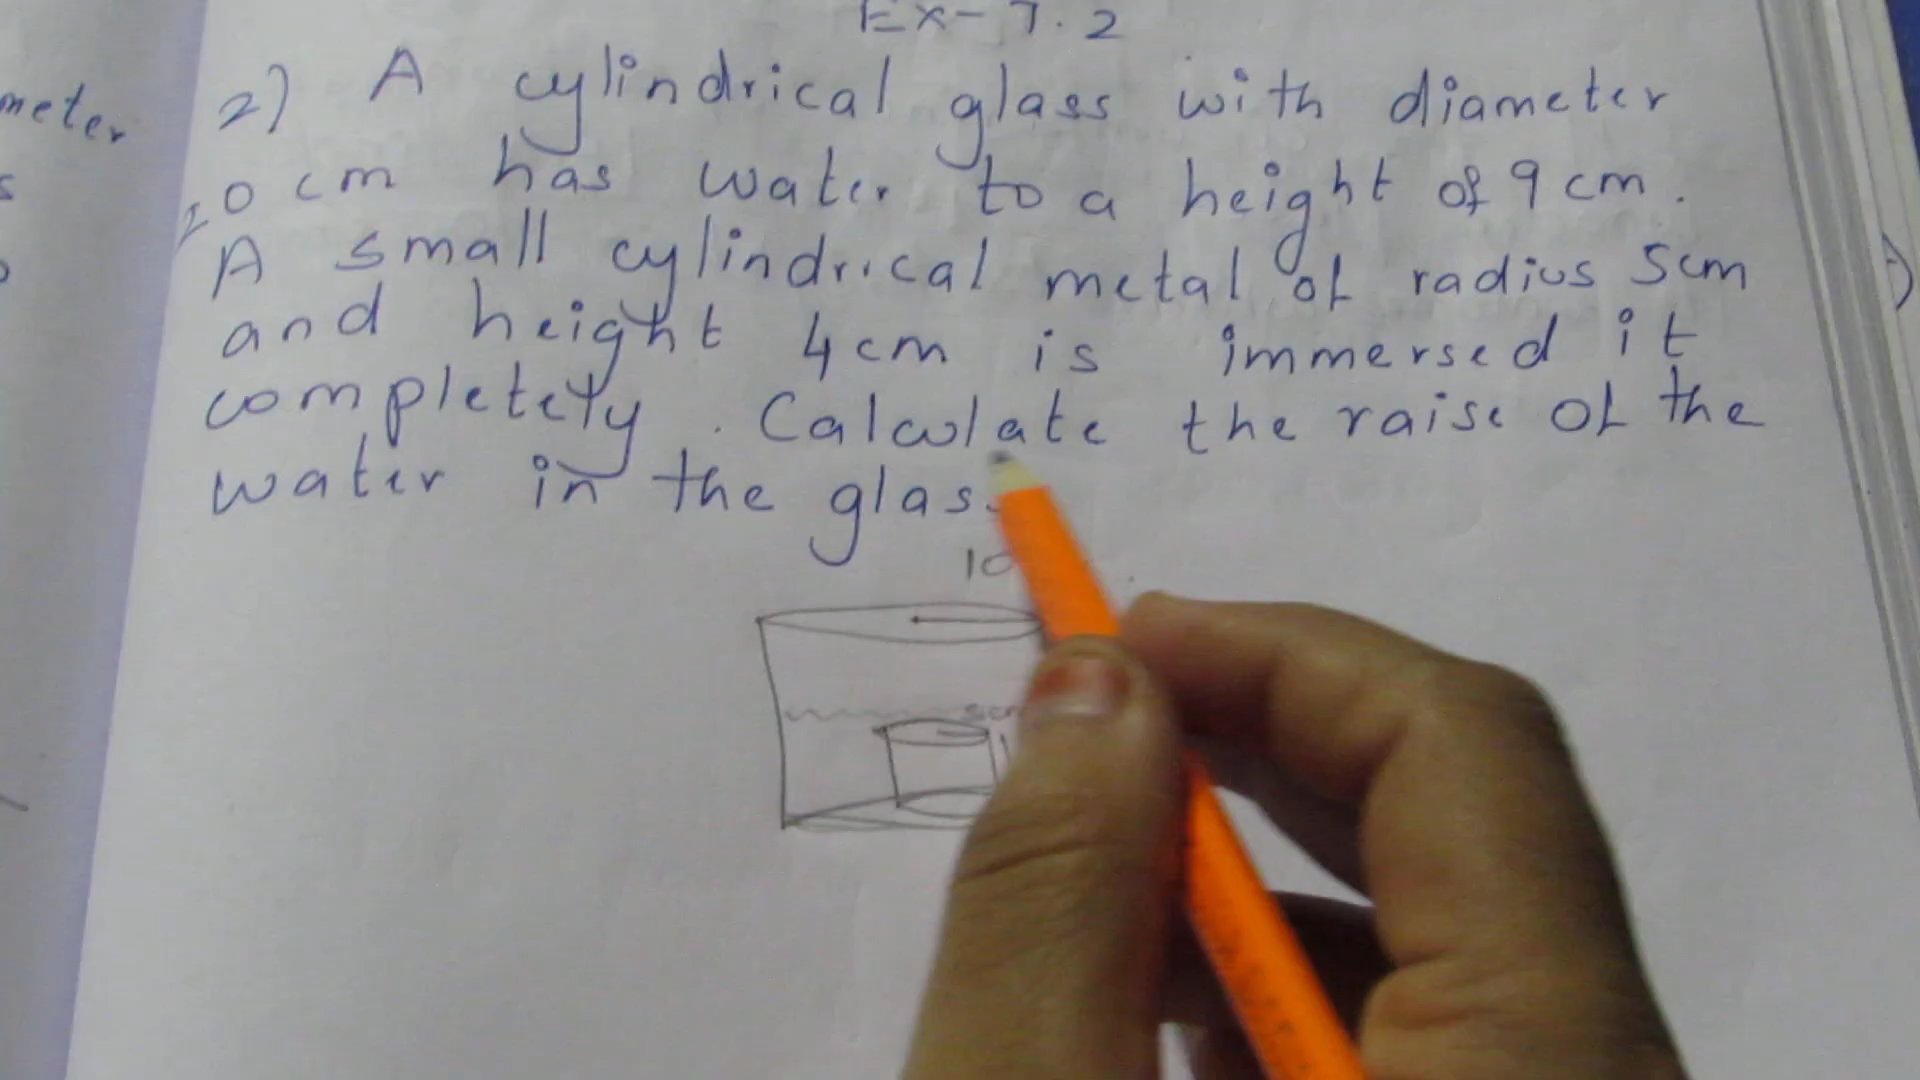 Ex-7.2
meter
2) A cylindrical glass with diameter
20 cm has water to a height of 9 cm.
A small cylindrical metal of radius 5cm
and height 4cm is immersed it
completely. Calculate the raise of the
water in the glass
10